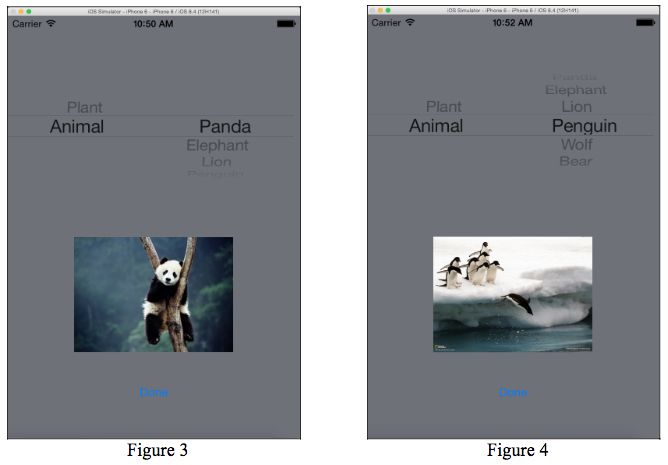 iOS Simulator - iPhone 6 - iPhone 6 / iOS 8.4 (12H141)
Carrier 10:50 AM
Plant
Animal Panda
Elephant
Lion
Penguin
Done
Figure 3
iOS Simulator - iPhone 6 - iPhone 6 / iOS 8.4 (12H141)
Carrier 10:52 AM
Panda
Elephant
Plant Lion
Animal Penguin
Wolf
Bear
Done
Figure 4